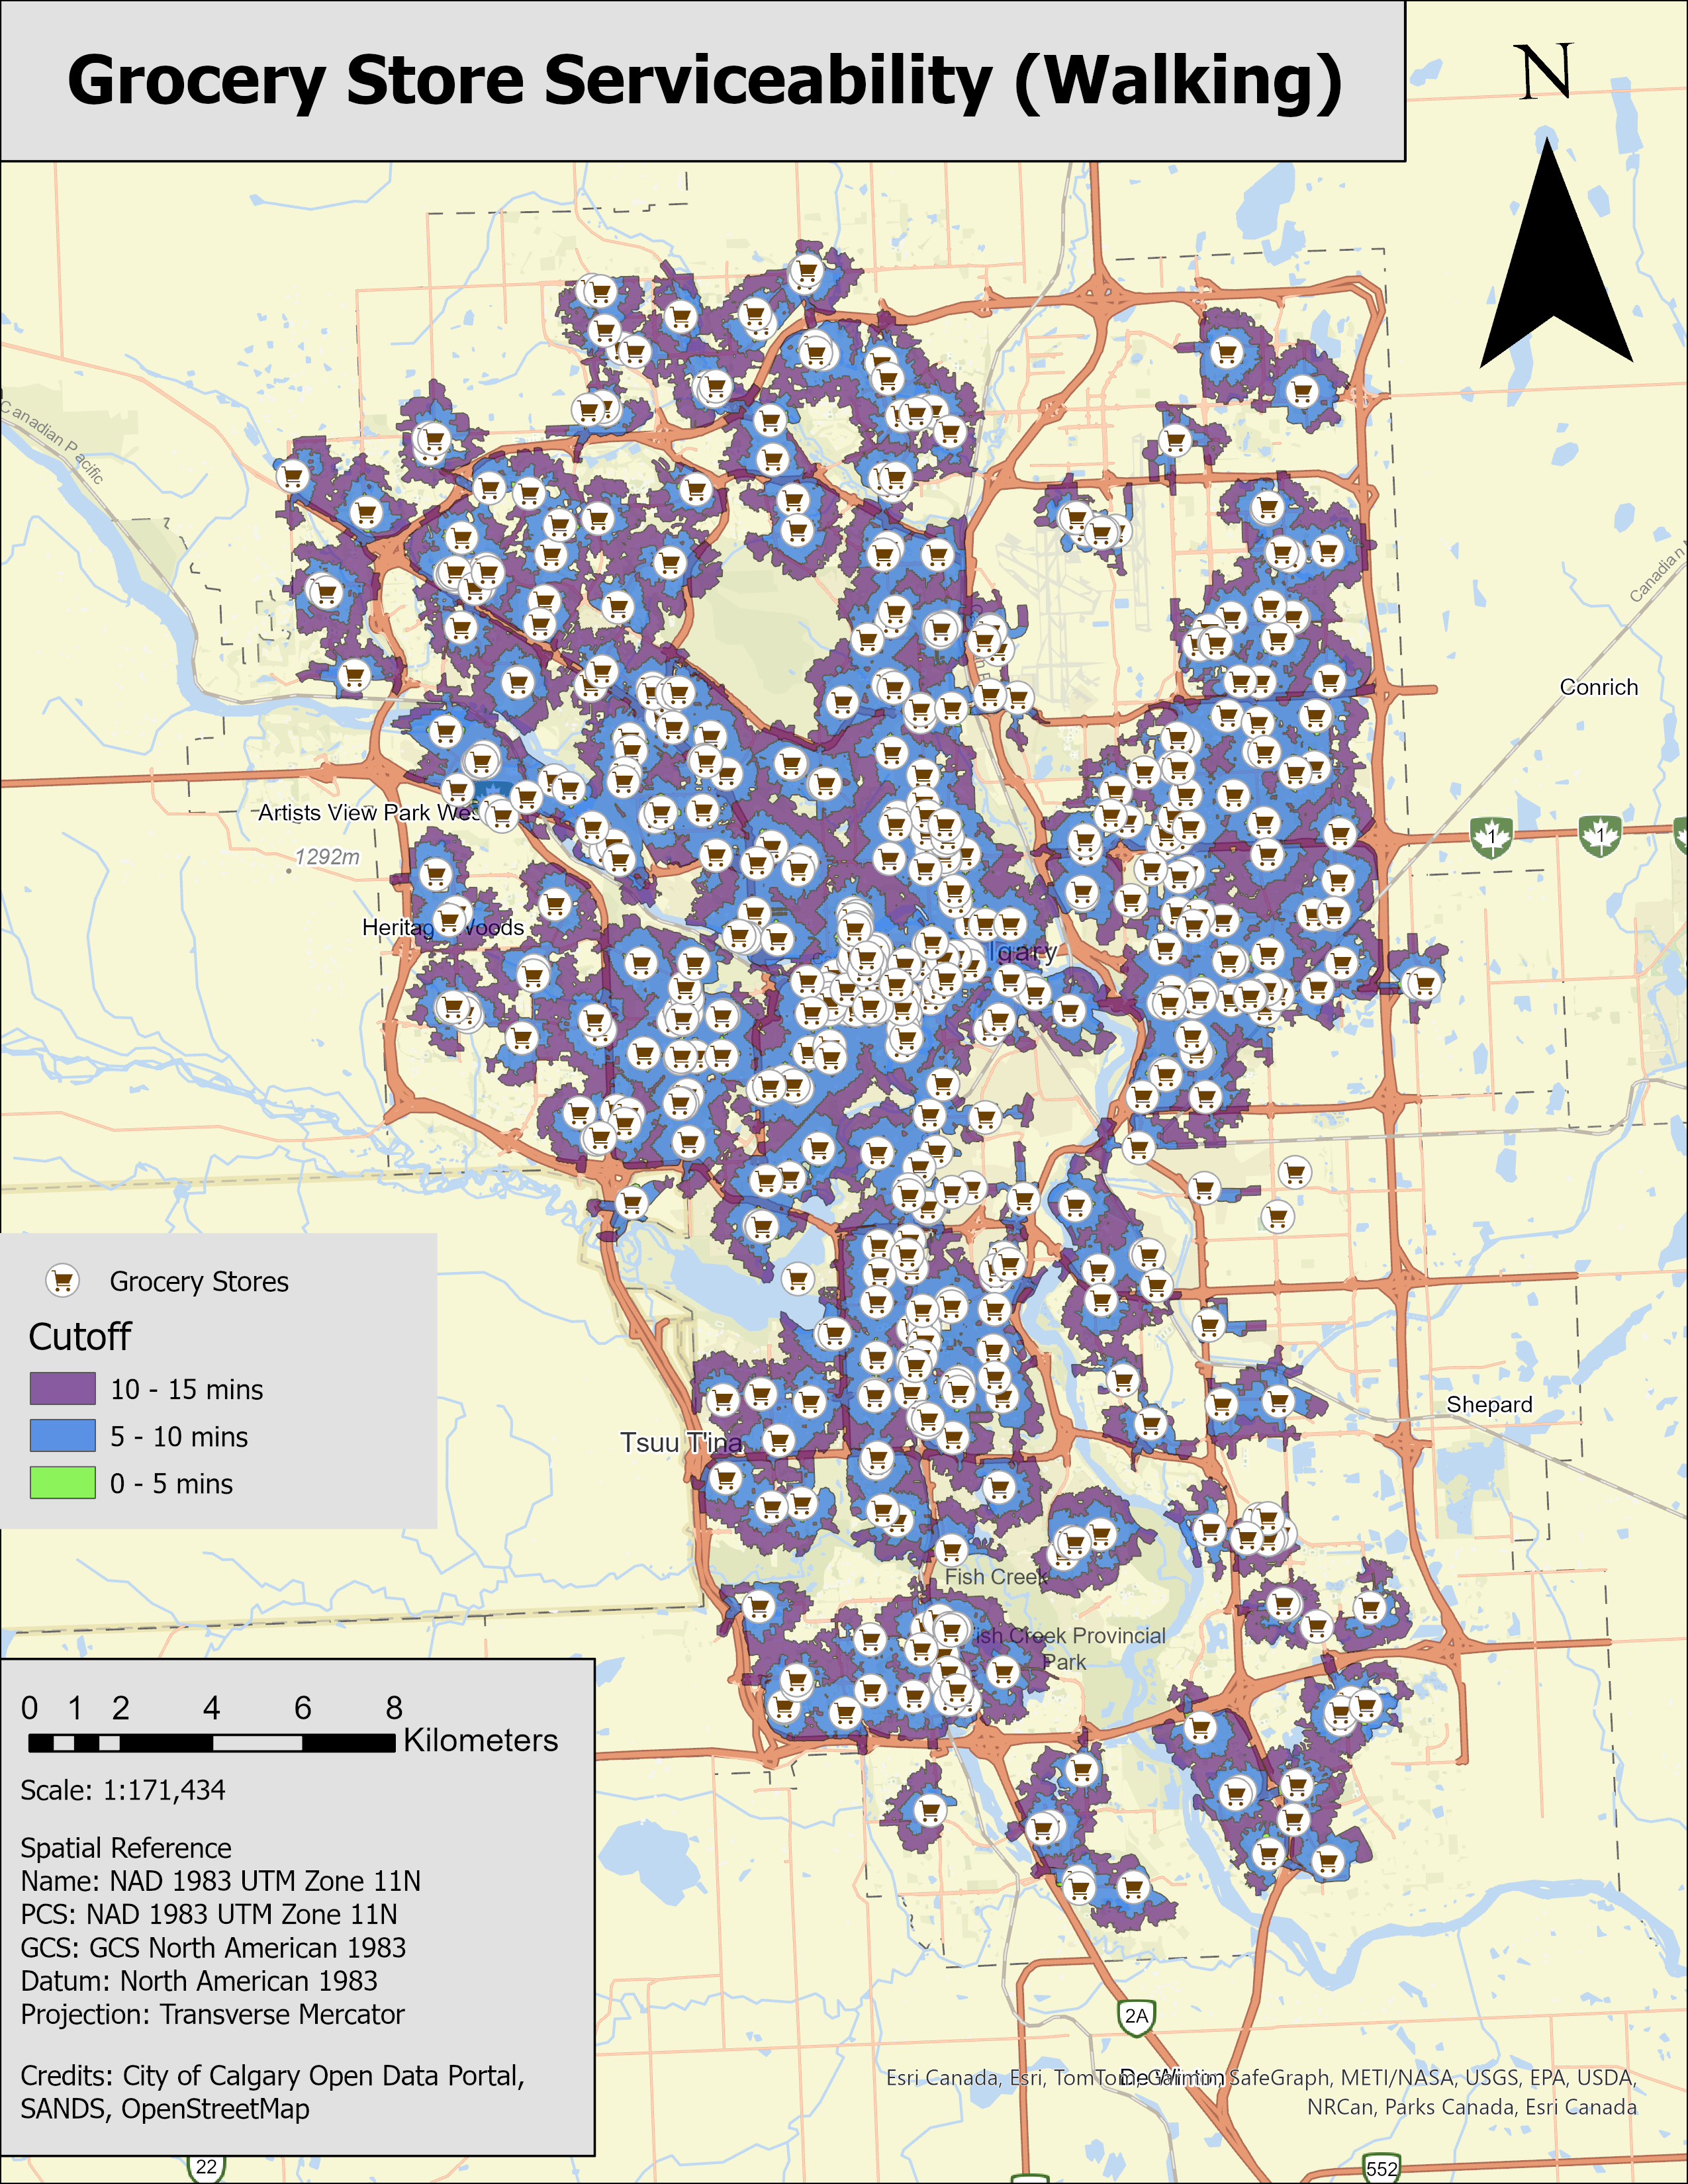 Grocery Store Serviceability (Walking)
N
Canadian Pacific
Canadian
Conrich
Artists View Park Wes
1292m
1
1
Heritag Woods
lgary
Grocery Stores
Cutoff
10 - 15 mins
5 - 10 mins
0 - 5 mins
Shepard
Tsuu T'ina
Fish Creek
ish Creek Provincial
Park
0 1 2 4 6 8
Kilometers
Scale: 1:171,434
Spatial Reference
Name: NAD 1983 UTM Zone 11N
PCS: NAD 1983 UTM Zone 11N
GCS: GCS North American 1983
Datum: North American 1983
Projection: Transverse Mercator
Credits: City of Calgary Open Data Portal,
SANDS, OpenStreetMap
2A
De Winton
Esri Canada, Esri, TomTom, Garmin, SafeGraph, METI/NASA, USGS, EPA, USDA,
NRCan, Parks Canada, Esri Canada
22
552